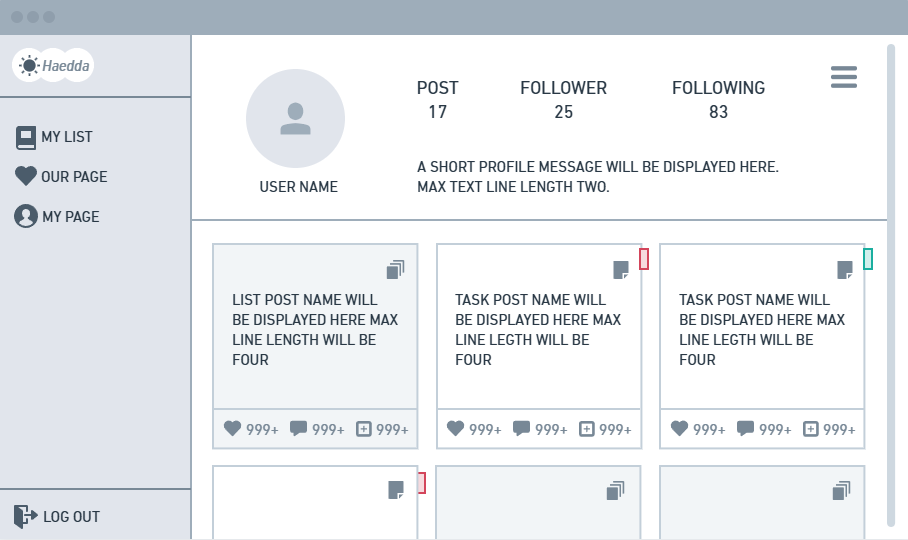 Haedda
MY LIST
OUR PAGE
MY PAGE
LOG OUT
USER NAME
POST
17
FOLLOWER
25
FOLLOWING
83
A SHORT PROFILE MESSAGE WILL BE DISPLAYED HERE.
MAX TEXT LINE LENGTH TWO.
LIST POST NAME WILL
BE DISPLAYED HERE MAX
LINE LENGTH WILL BE
FOUR
999+ 999+ 999+
TASK POST NAME WILL
BE DISPLAYED HERE MAX
LINE LEGTH WILL BE
FOUR
999+ 999+ 999+
TASK POST NAME WILL
BE DISPLAYED HERE MAX
LINE LEGTH WILL BE
FOUR
999+ 999+ 999+